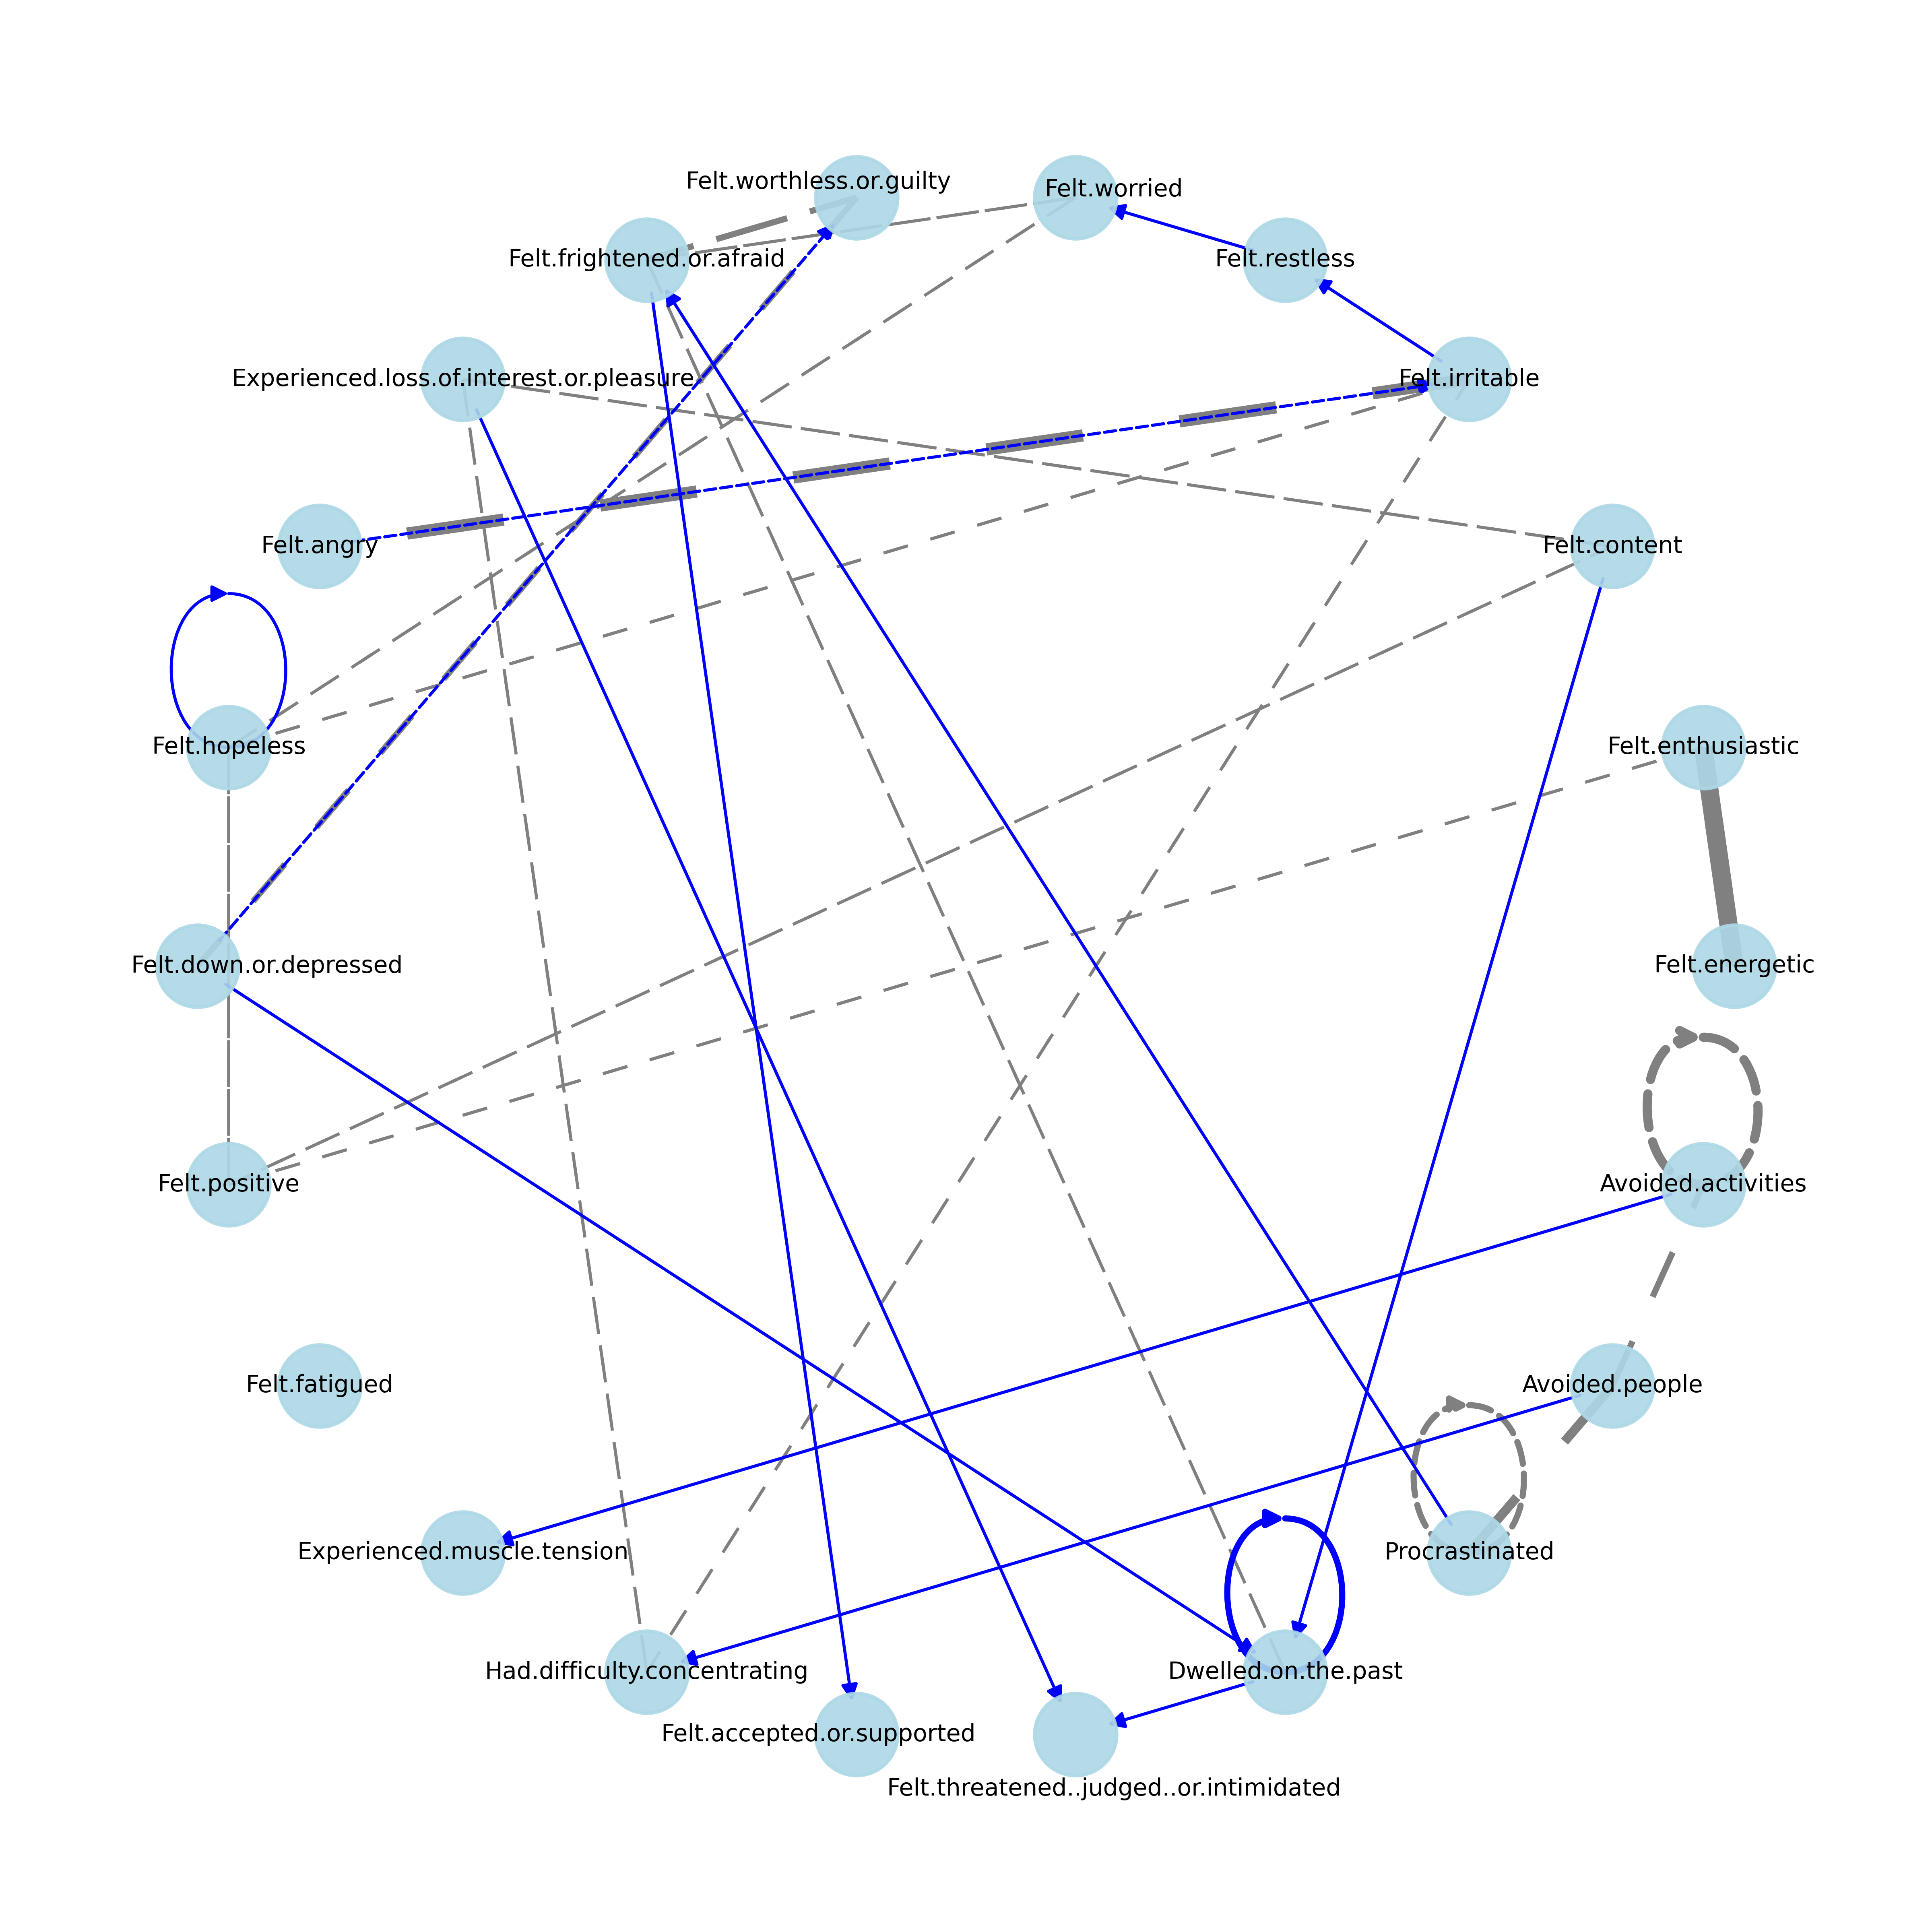 Felt.worthless.or.guilty
Felt.worried
Felt.frightened.or.afraid
Felt.restless
Experienced.loss.of.interest.or.pleasure
Felt.irritable
Felt.angry
Felt.content
Felt.hopeless
Felt.enthusiastic
Felt.down.or.depressed
Felt.energetic
Felt.positive
Avoided.activities
Felt.fatigued
Avoided.people
Experienced.muscle.tension
Procrastinated
Had.difficulty.concentrating
Dwelled.on.the.past
Felt.accepted.or.supported
Felt.threatened..judged..or.intimidated